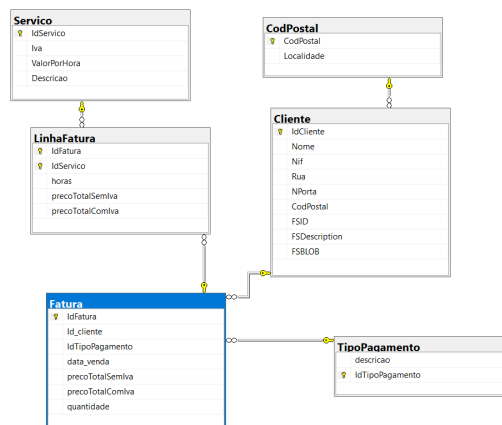 Servico
IdServico
Iva
ValorPorHora
Descricao
CodPostal
CodPostal
Localidade
LinhaFatura
IdFatura
IdServico
horas
precoTotalSemIva
precoTotalComIva
Cliente
IdCliente
Nome
Nif
Rua
NPorta
CodPostal
FSID
FSDescription
FSBLOB
Fatura
IdFatura
Id_cliente
IdTipoPagamento
data_venda
precoTotalSemIva
precoTotalComIva
quantidade
TipoPagamento
descricao
IdTipoPagamento